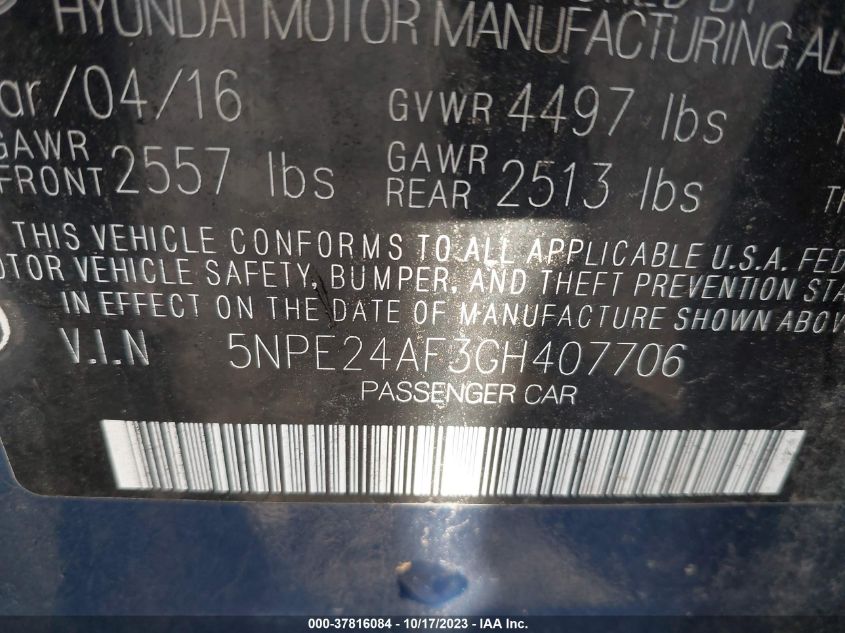 HYUNDAI MOTOR MANUFACTURING AL
ar/04/16 GVWR 4497 lbs
GAWR FRONT 2557 lbs GAWR REAR 2513 lbs
THIS VEHICLE CONFORMS TO ALL APPLICABLE U.S.A. FED
OTOR VEHICLE SAFETY, BUMPER, AND THEFT PREVENTION STA
IN EFFECT ON THE DATE OF MANUFACTURE SHOWN ABOV
V.I.N 5NPE24AF3GH407706
PASSENGER CAR
000-37816084 - 10/17/2023 - IAA Inc.